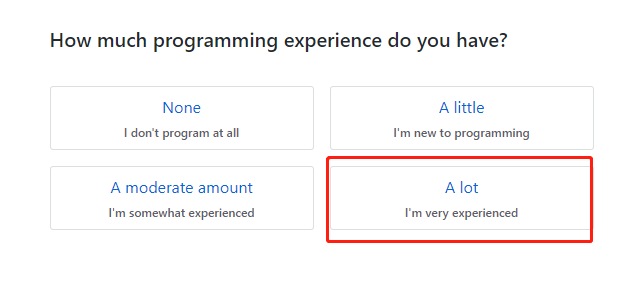 How much programming experience do you have?
None
I don't program at all
A little
I'm new to programming
A moderate amount
I'm somewhat experienced
A lot
I'm very experienced